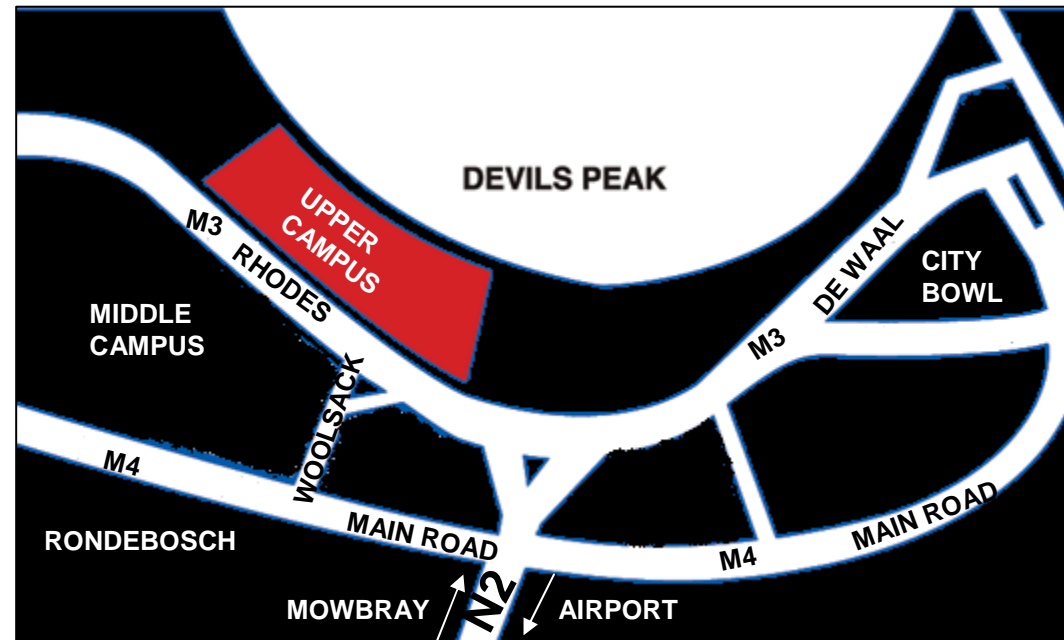 DEVILS PEAK
UPPER
CAMPUS
M3
RHODES
DE WAAL
M3
CITY
BOWL
MIDDLE
CAMPUS
WOOLSACK
M4
MAIN ROAD
MAIN ROAD
M4
RONDEBOSCH
N2
MOWBRAY
AIRPORT